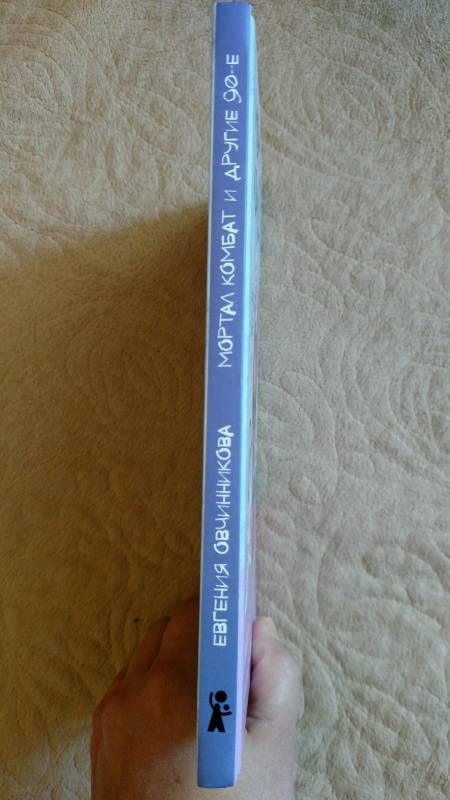 ЕВГЕНИЯ ОВЧИННИКОВА
МОРТАЛ КОМБАТ И ДРУГИЕ 90-Е